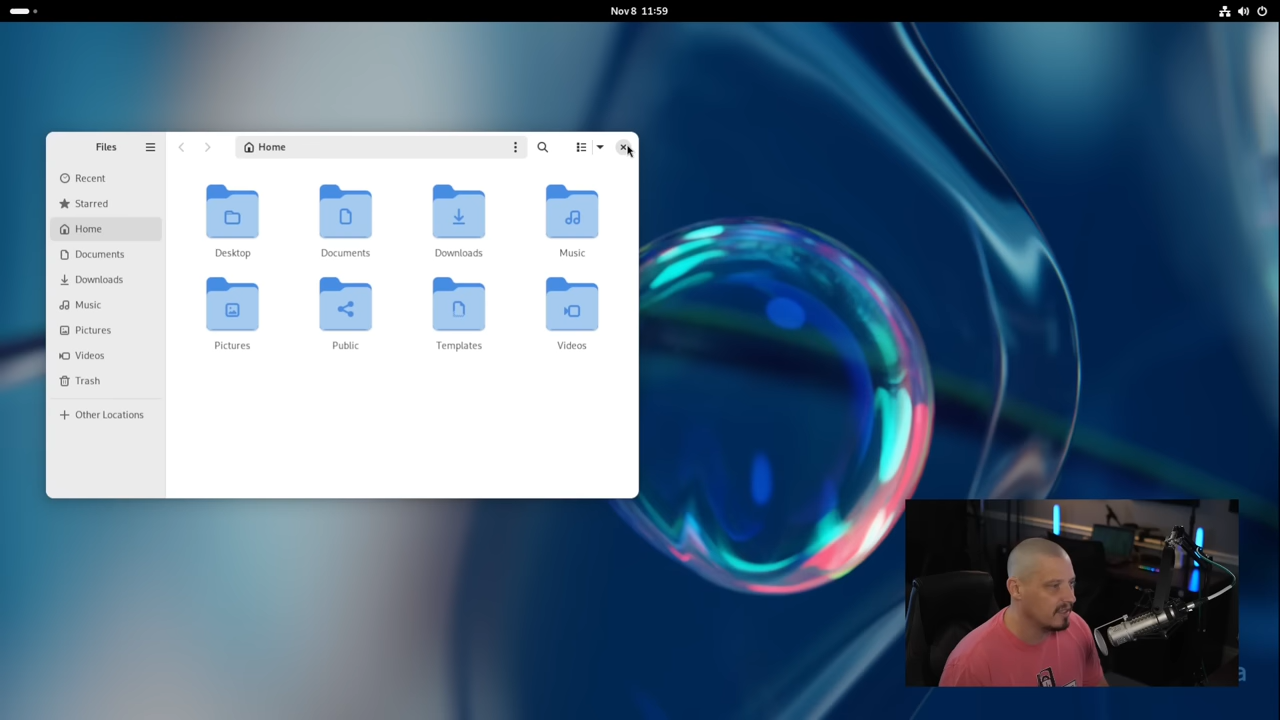 Nov 8 11:59
Files
Home
Recent
Starred
Home
Documents
Downloads
Music
Pictures
Videos
Trash
Other Locations
Desktop
Documents
Downloads
Music
Pictures
Public
Templates
Videos
a